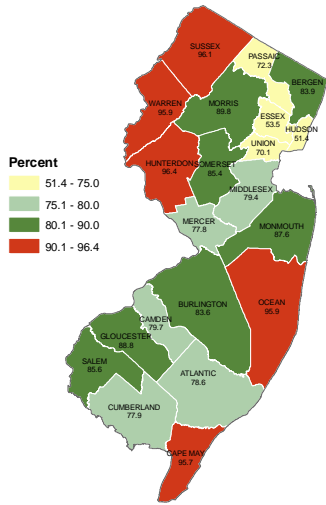 SUSSEX
96.1
PASSAIC
72.3
BERGEN
83.9
WARREN
95.9
MORRIS
89.8
ESSEX
53.5
HUDSON
51.4
UNION
70.1
HUNTERDON
96.4
SOMERSET
85.4
Percent
51.4 - 75.0
75.1 - 80.0
80.1 - 90.0
90.1 - 96.4
MIDDLESEX
79.4
MERCER
77.8
MONMOUTH
87.6
BURLINGTON
83.6
OCEAN
95.9
CAMDEN
79.7
GLOUCESTER
88.8
SALEM
85.6
ATLANTIC
78.6
CUMBERLAND
77.9
CAPE MAY
95.7